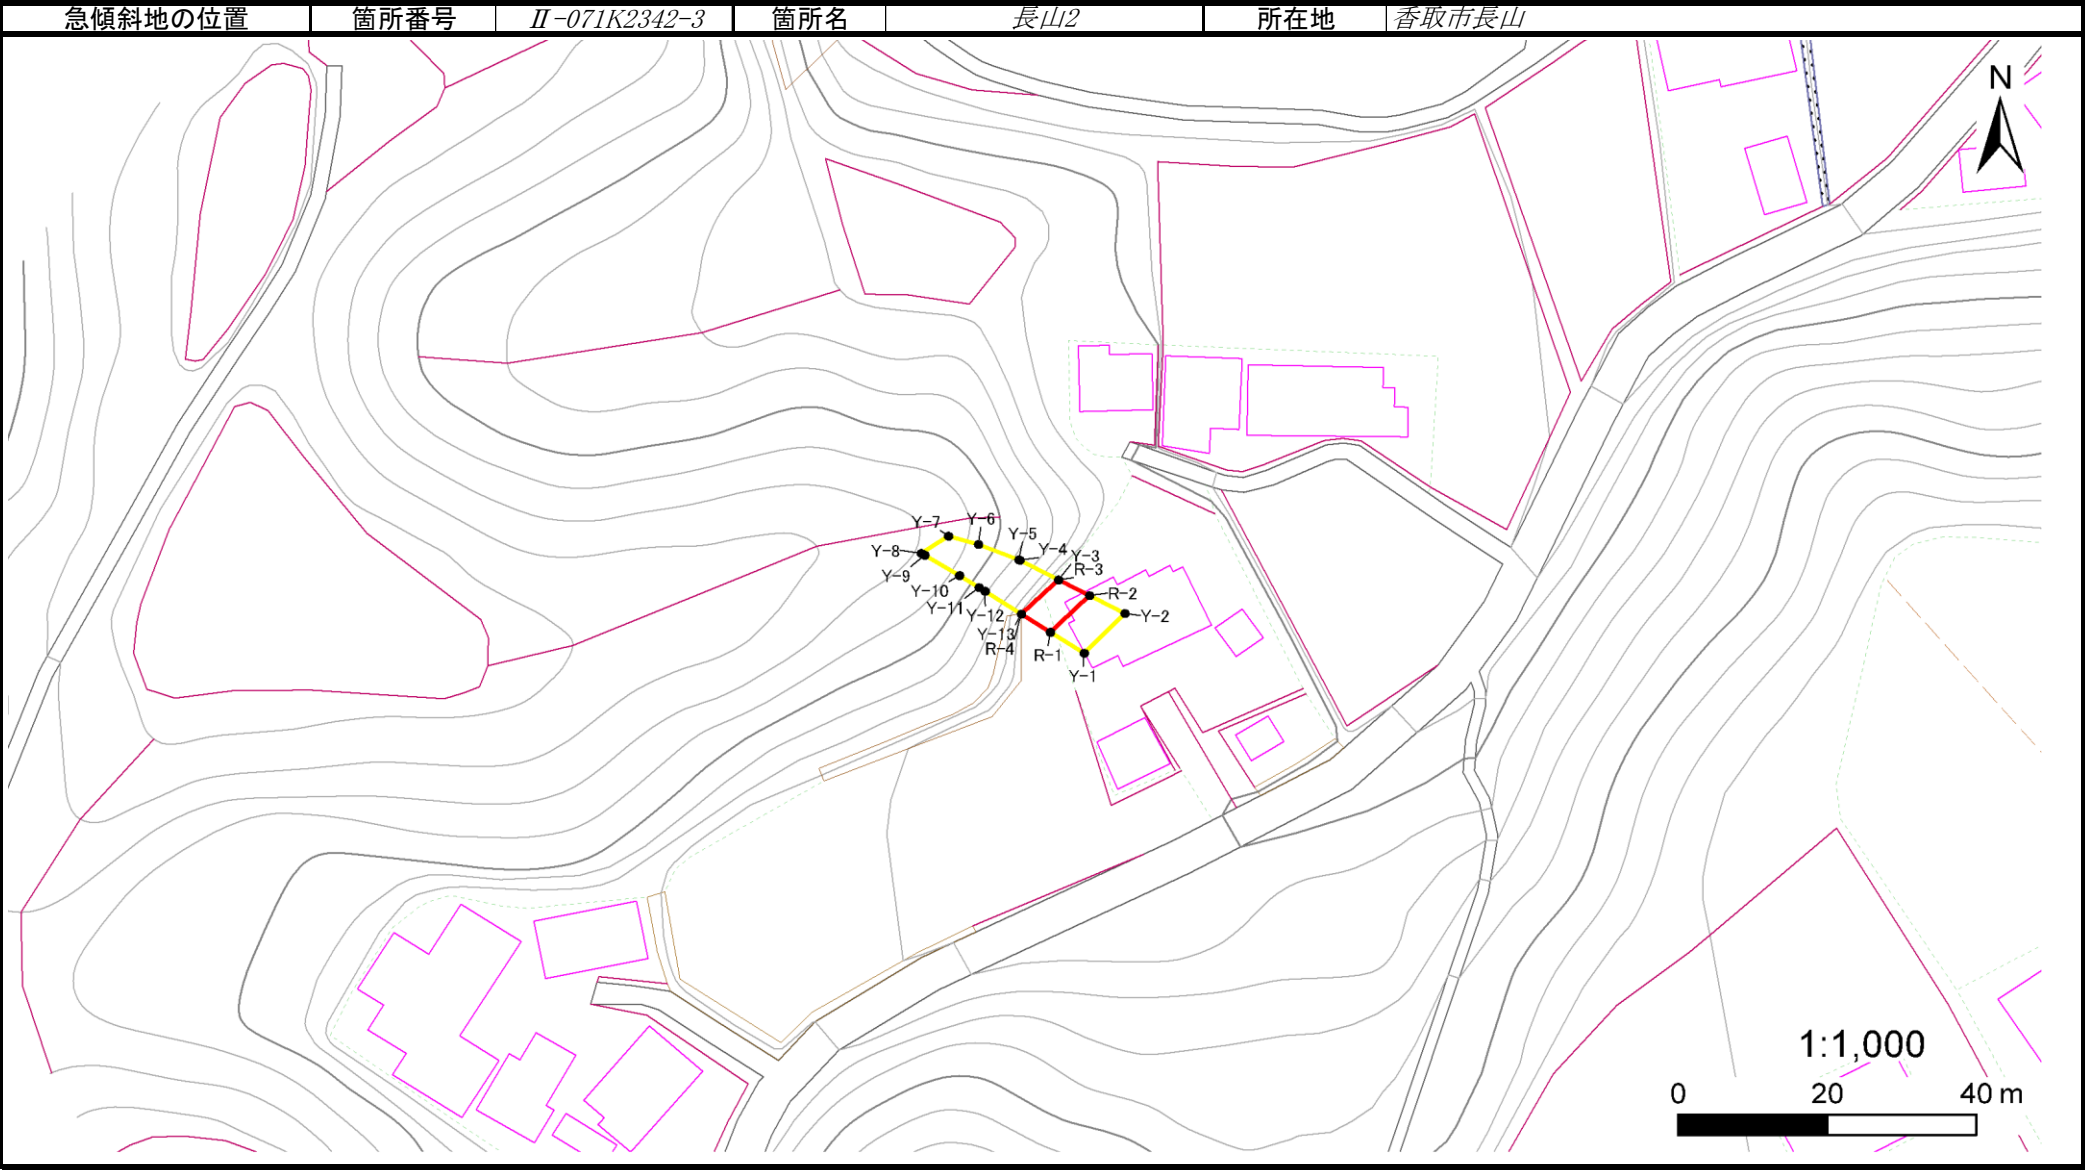 急傾斜地の位置 箇所番号 Ⅱ-071K2342-3 箇所名 長山2 所在地 香取市長山
N
Y-7
Y-6
Y-5
Y-8
Y-4
Y-3
Y-9
R-3
Y-10
R-2
Y-11
Y-12
Y-2
Y-13
R-4
R-1
Y-1
1:1,000
0 20 40 m